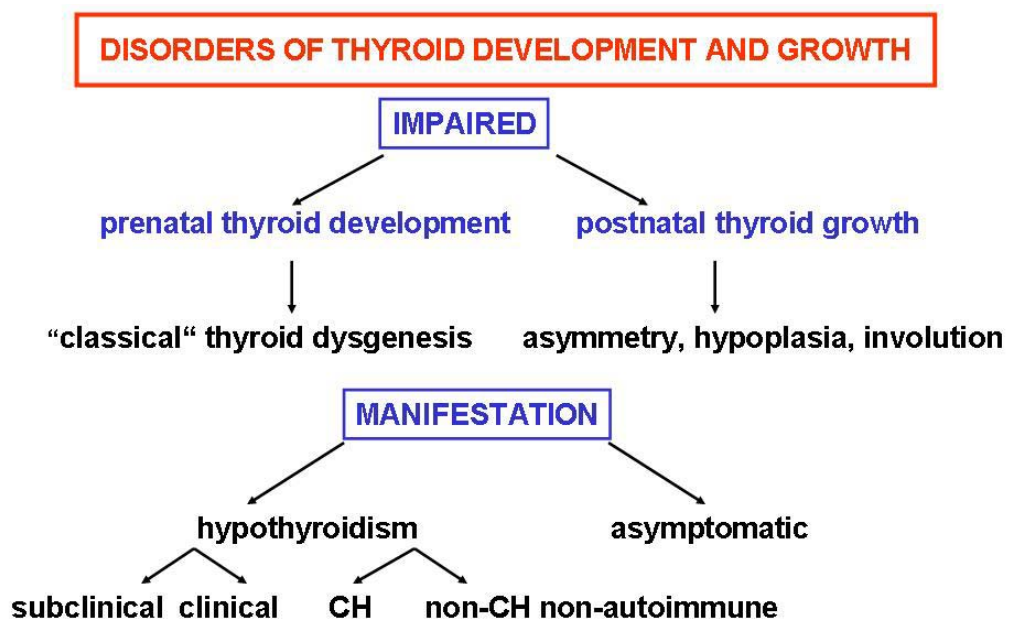 DISORDERS OF THYROID DEVELOPMENT AND GROWTH
IMPAIRED
prenatal thyroid development postnatal thyroid growth
“classical“ thyroid dysgenesis asymmetry, hypoplasia, involution
MANIFESTATION
hypothyroidism asymptomatic
subclinical clinical CH non-CH non-autoimmune